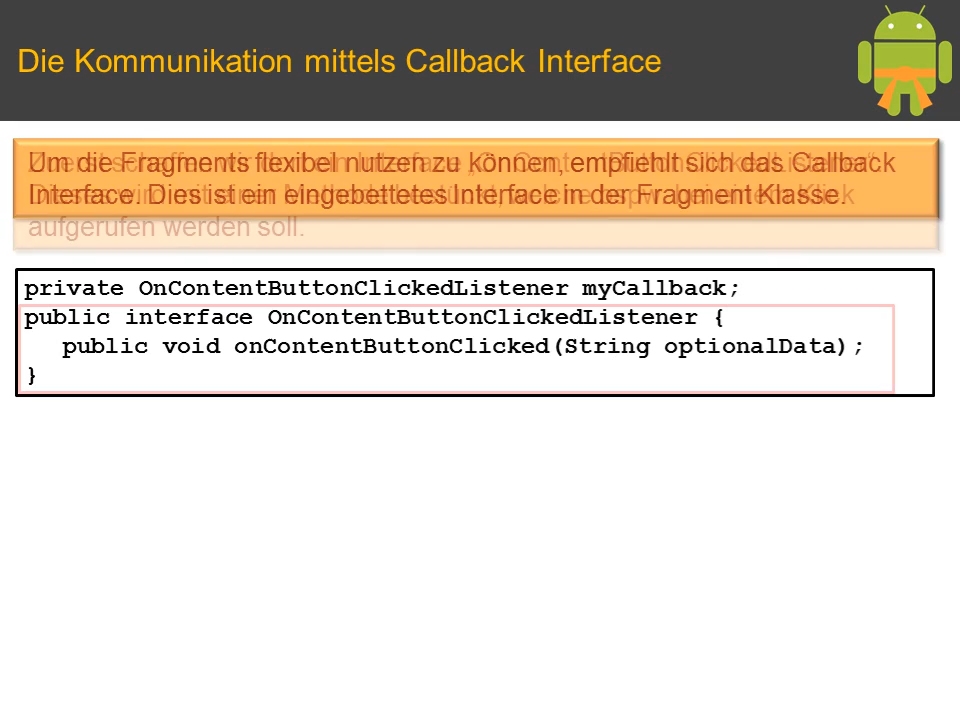 Die Kommunikation mittels Callback Interface
Um die Fragments flexibel nutzen zu können, empfiehlt sich das Callback
Interface. Dies ist ein eingebettetes Interface in der Fragment Klasse.
aufgerufen werden soll.
private OnContentButtonClickedListener myCallback;
public interface OnContentButtonClickedListener {
public void onContentButtonClicked(String optionalData);
}